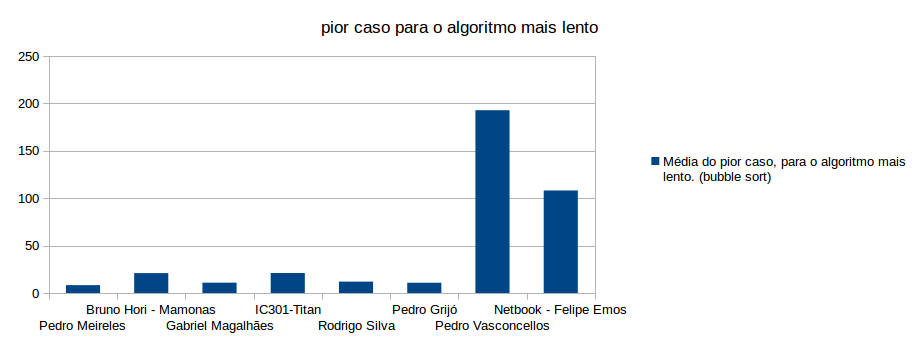 pior caso para o algoritmo mais lento
250
200
150
100
50
0
Bruno Hori - Mamonas IC301-Titan Pedro Grijó Netbook - Felipe Emos
Pedro Meireles Gabriel Magalhães Rodrigo Silva Pedro Vasconcellos
Média do pior caso, para o algoritmo mais
lento. (bubble sort)